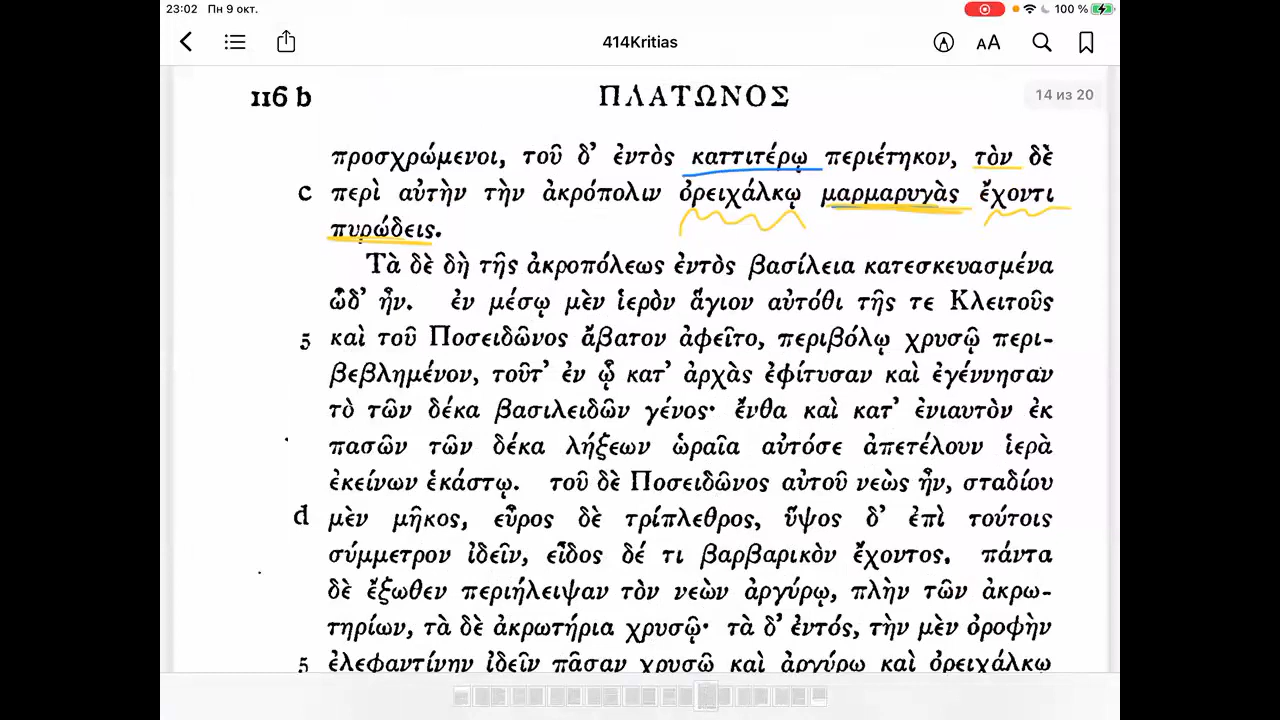 23:02 Пн 9 окт.
100 %
414Kritias
AA
116 b ΠΛΑΤΩΝΟΣ
14 из 20
προσχρώμενοι, τοῦ δ’ ἐντὸς καττιτέρῳ περιέτηκον, τὸν δὲ
c περὶ αὐτὴν τὴν ἀκρόπολιν ὀρειχάλκῳ μαρμαρυγὰς ἔχοντι
πυρώδεις.
Τὰ δὲ δὴ τῆς ἀκροπόλεως ἐντὸς βασίλεια κατεσκευασμένα
ὧδ’ ἦν. ἐν μέσῳ μὲν ἱερὸν ἅγιον αὐτόθι τῆς τε Κλειτοῦς
5 καὶ τοῦ Ποσειδῶνος ἄβατον ἀφεῖτο, περιβόλῳ χρυσῷ περι-
βεβλημένον, τοῦτ’ ἐν ᾧ κατ’ ἀρχὰς ἐφίτυσαν καὶ ἐγέννησαν
τὸ τῶν δέκα βασιλειδῶν γένος· ἔνθα καὶ κατ’ ἐνιαυτὸν ἐκ
πασῶν τῶν δέκα λήξεων ὡραῖα αὐτόσε ἀπετέλουν ἱερὰ
ἐκείνων ἑκάστῳ. τοῦ δὲ Ποσειδῶνος αὐτοῦ νεὼς ἦν, σταδίου
d μὲν μῆκος, εὖρος δὲ τρίπλεθρος, ὕψος δ’ ἐπὶ τούτοις
σύμμετρον ἰδεῖν, εἶδος δέ τι βαρβαρικὸν ἔχοντος. πάντα
δὲ ἔξωθεν περιήλειψαν τὸν νεὼν ἀργύρῳ, πλὴν τῶν ἀκρω-
τηρίων, τὰ δὲ ἀκρωτήρια χρυσῷ· τὰ δ’ ἐντός, τὴν μὲν ὀροφὴν
5 ἐλεφαντίνην ἰδεῖν πᾶσαν χρυσῷ καὶ ἀργύρῳ καὶ ὀρειχάλκῳ